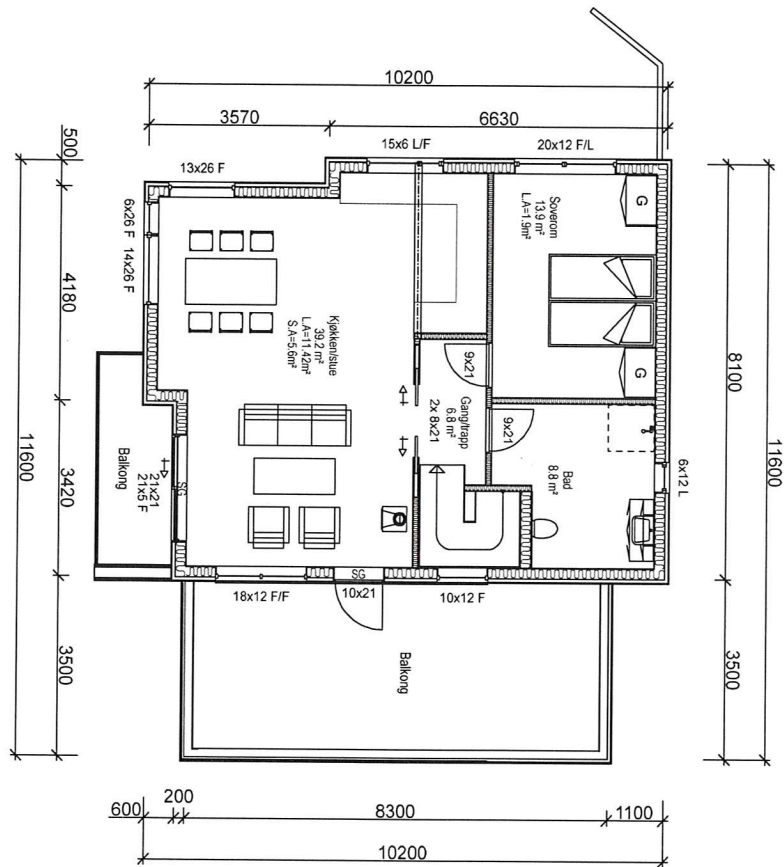 10200
3570
6630
500
15x6 L/F
20x12 F/L
13x26 F
6x26 F
14x26 F
4180
11600
3420
3500
8100
11600
3500
Soverom
13.9 m²
L.A=1.9m²
G
G
Kjøkken/stue
39.2 m²
L.A=11.42m²
S.A=5.6m²
9x21
Gang/trapp
6.8 m²
2x 8x21
9x21
Bad
8.8 m²
6x12 L
Balkong
21x21
21x5 F
SG
18x12 F/F
SG
10x21
10x12 F
Balkong
600
200
8300
1100
10200